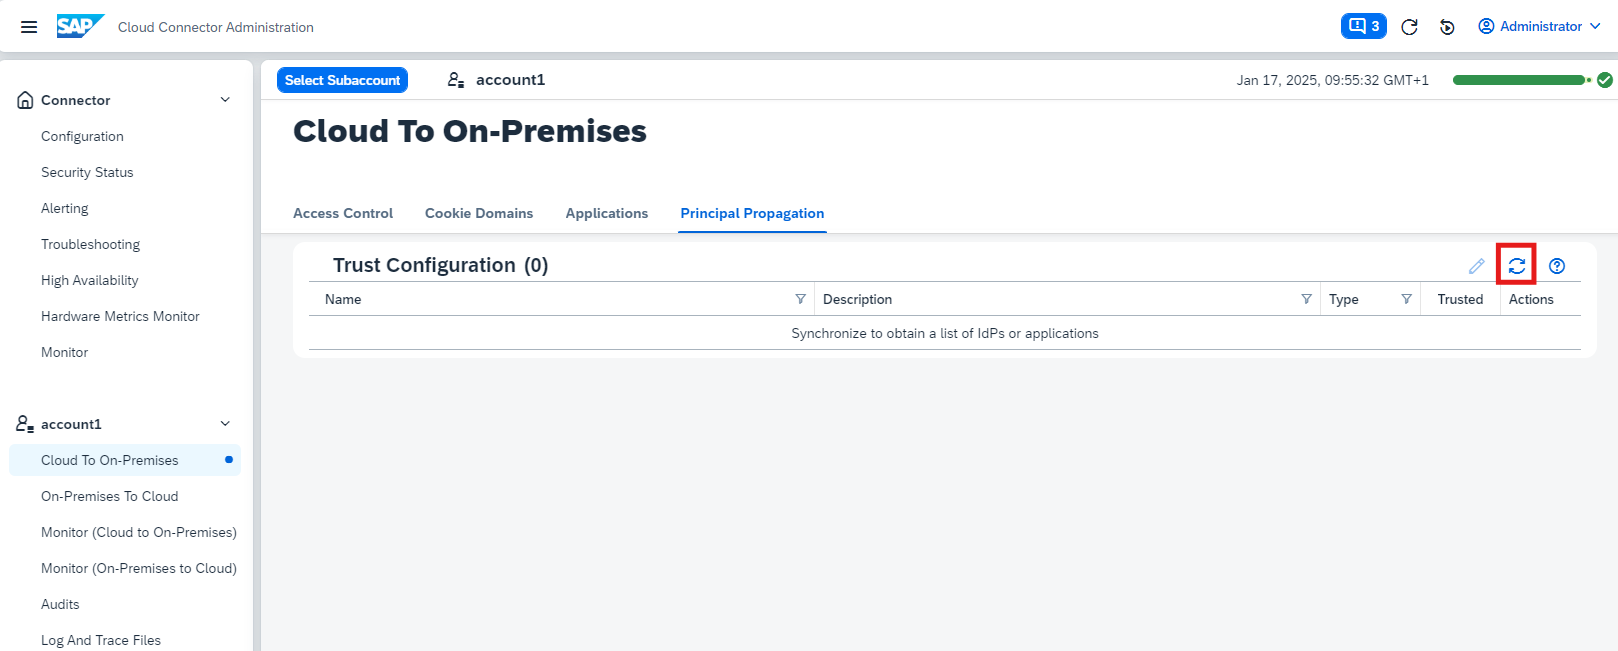 SAP Cloud Connector Administration
3
Administrator
Connector
Configuration
Security Status
Alerting
Troubleshooting
High Availability
Hardware Metrics Monitor
Monitor
account1
Cloud To On-Premises
On-Premises To Cloud
Monitor (Cloud to On-Premises)
Monitor (On-Premises to Cloud)
Audits
Log And Trace Files
Select Subaccount
account1
Jan 17, 2025, 09:55:32 GMT+1
Cloud To On-Premises
Access Control Cookie Domains Applications Principal Propagation
Trust Configuration (0)
Name Description Type Trusted Actions
Synchronize to obtain a list of IdPs or applications